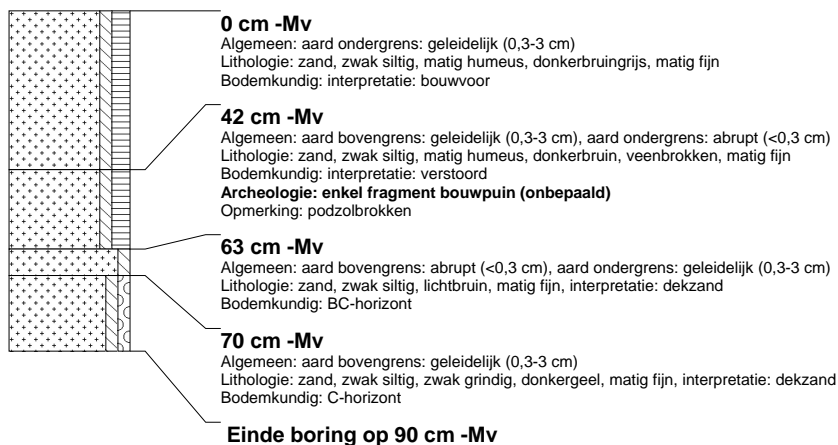 0 cm -Mv
Algemeen: aard ondergrens: geleidelijk (0,3-3 cm)
Lithologie: zand, zwak siltig, matig humeus, donkerbruingrijs, matig fijn
Bodemkundig: interpretatie: bouwvoor
42 cm -Mv
Algemeen: aard bovengrens: geleidelijk (0,3-3 cm), aard ondergrens: abrupt (<0,3 cm)
Lithologie: zand, zwak siltig, matig humeus, donkerbruin, veenbrokken, matig fijn
Bodemkundig: interpretatie: verstoord
Archeologie: enkel fragment bouwpuin (onbepaald)
Opmerking: podzolbrokken
63 cm -Mv
Algemeen: aard bovengrens: abrupt (<0,3 cm), aard ondergrens: geleidelijk (0,3-3 cm)
Lithologie: zand, zwak siltig, lichtbruin, matig fijn, interpretatie: dekzand
Bodemkundig: BC-horizont
70 cm -Mv
Algemeen: aard bovengrens: geleidelijk (0,3-3 cm)
Lithologie: zand, zwak siltig, zwak grindig, donkergeel, matig fijn, interpretatie: dekzand
Bodemkundig: C-horizont
Einde boring op 90 cm -Mv